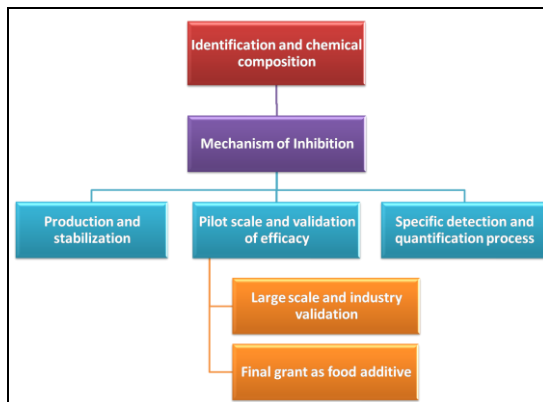 Identification and chemical
composition
Mechanism of Inhibition
Production and
stabilization
Pilot scale and validation
of efficacy
Specific detection and
quantification process
Large scale and industry
validation
Final grant as food additive